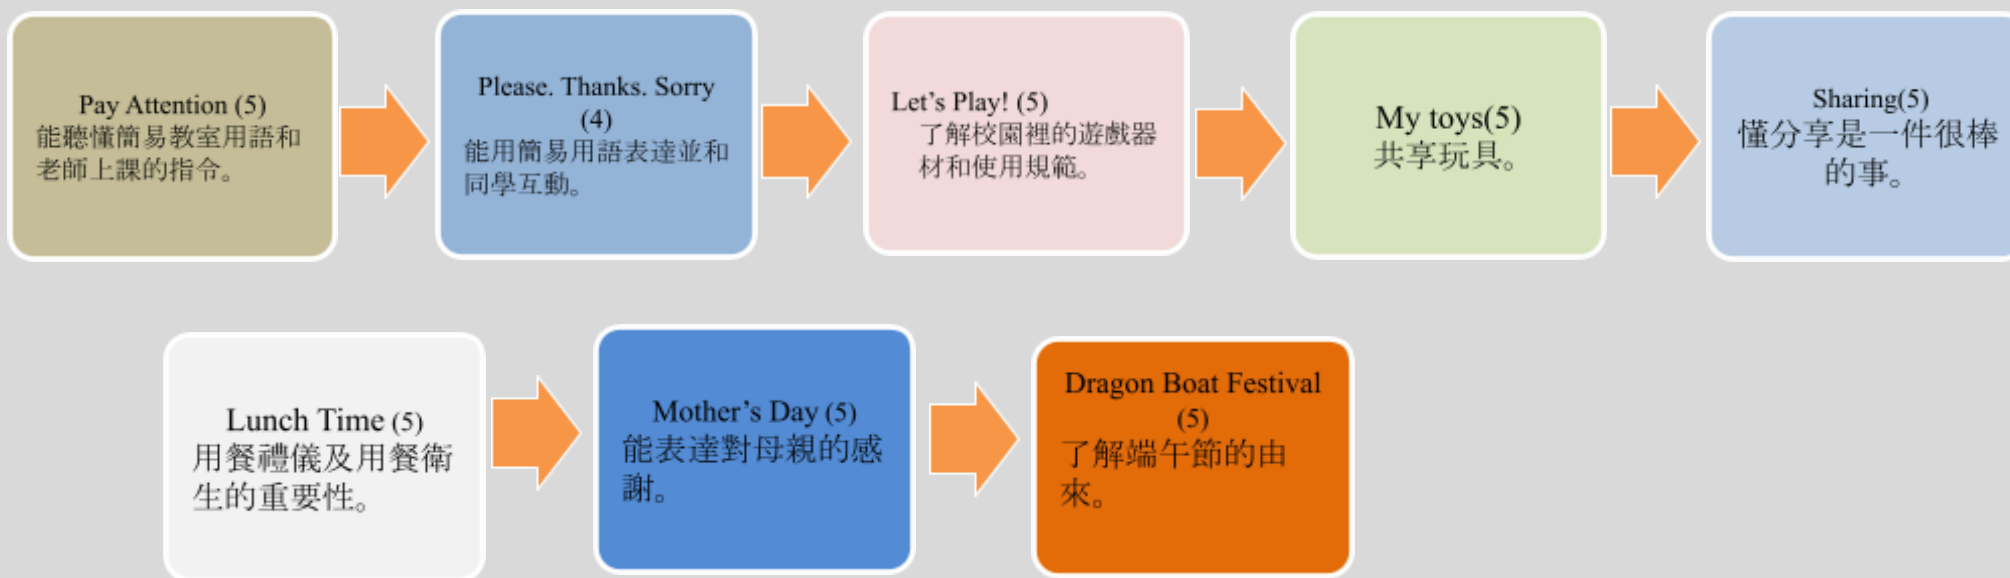 Pay Attention (5)
能聽懂簡易教室用語和
老師上課的指令。
Please. Thanks. Sorry
(4)
能用簡易用語表達並和
同學互動。
Let’s Play! (5)
了解校園裡的遊戲器
材和使用規範。
My toys(5)
共享玩具。
Sharing(5)
懂分享是一件很棒
的事。
Lunch Time (5)
用餐禮儀及用餐衛
生的重要性。
Mother’s Day (5)
能表達對母親的感
謝。
Dragon Boat Festival
(5)
了解端午節的由
來。